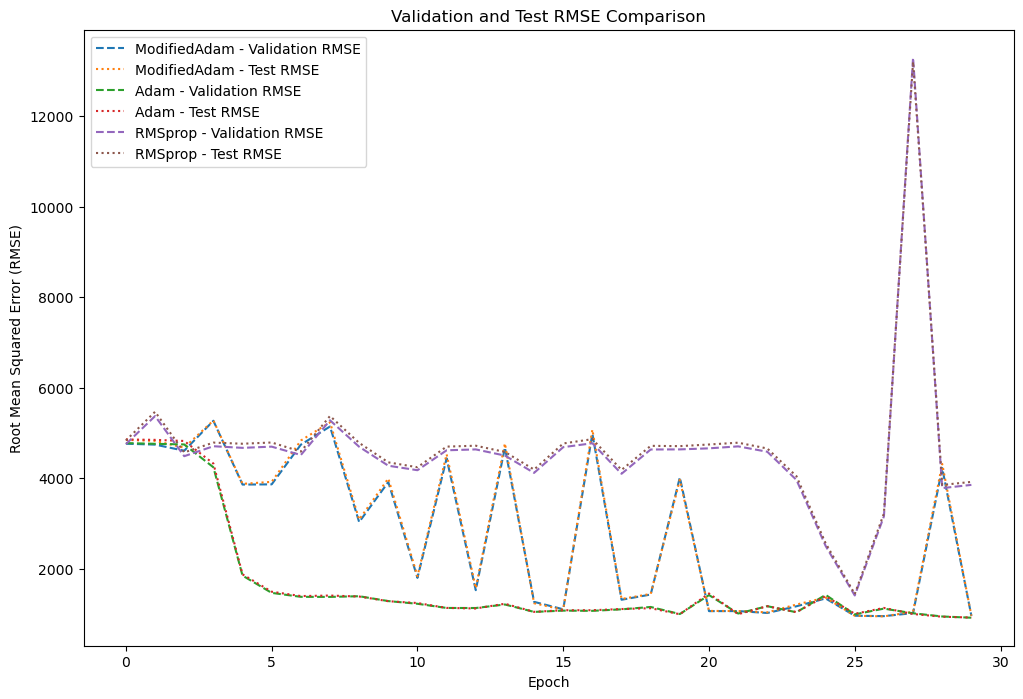 Validation and Test RMSE Comparison
ModifiedAdam - Validation RMSE
ModifiedAdam - Test RMSE
Adam - Validation RMSE
Adam - Test RMSE
RMSprop - Validation RMSE
RMSprop - Test RMSE
Root Mean Squared Error (RMSE)
12000
10000
8000
6000
4000
2000
0 5 10 15 20 25 30
Epoch